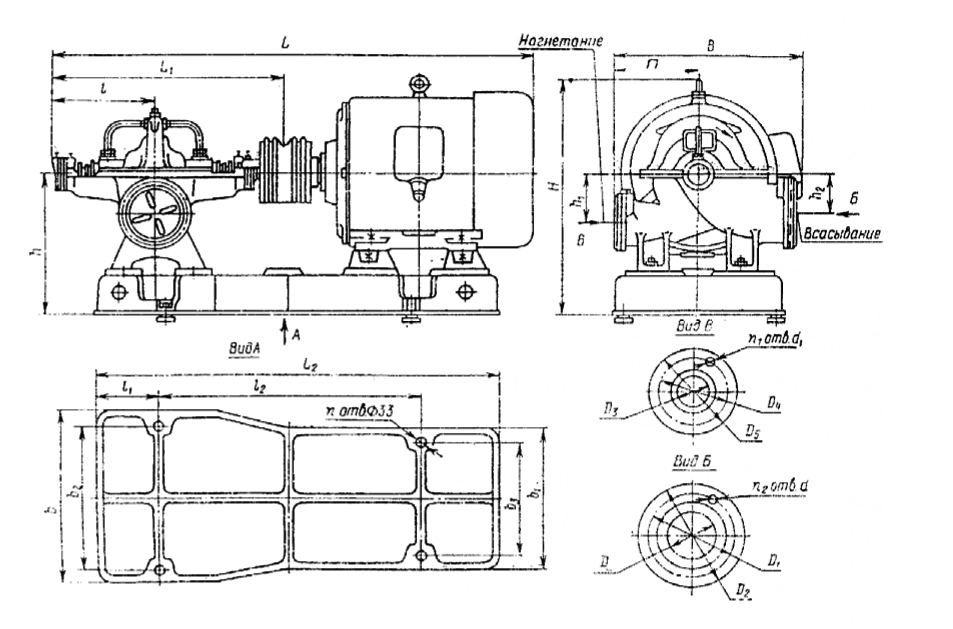 L
Нагнетание
B
L₁
П
l
H
h₁
h₂
Б
в
Всасывание
h
A
Вид В
Вид А
n₁ отв. d₁
L₂
l₁
l₂
n отв Ф33
D₃
D₄
D₅
Вид Б
b
b₂
b₃
b₁
n₂ отв. d
D
D₁
D₂